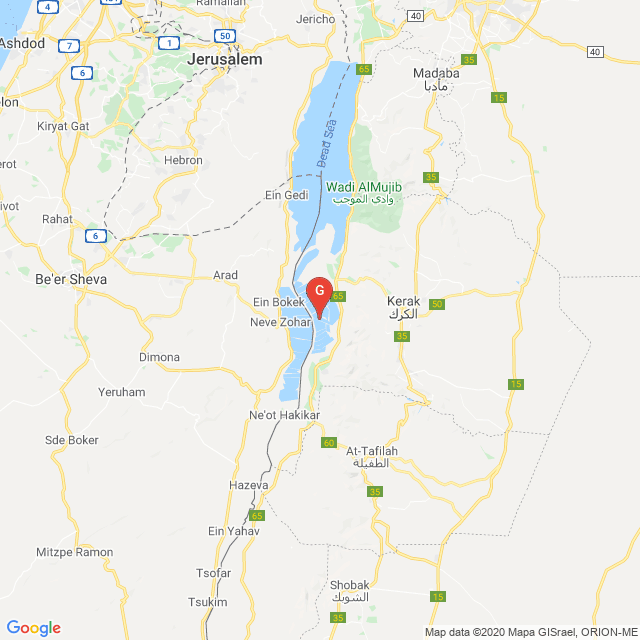 Ramallah
4
431
Jericho
Ashdod
7
1
50
Jerusalem
40
40
65
35
Madaba
مادبا
6
15
elon
Kiryat Gat
Dead Sea
Hebron
35
Wadi AlMujib
وادي الموجب
Ein Gedi
Rahat
6
Be'er Sheva
Arad
G
65
Ein Bokek
Kerak
الكرك
50
Neve Zohar
35
Dimona
15
Yeruham
Ne'ot Hakikar
Sde Boker
60
At-Tafilah
الطفيلة
Hazeva
35
65
Ein Yahav
Mitzpe Ramon
Tsofar
Shobak
الشوبك
15
Tsukim
35
Google
Map data ©2020 Mapa GISrael, ORION-ME